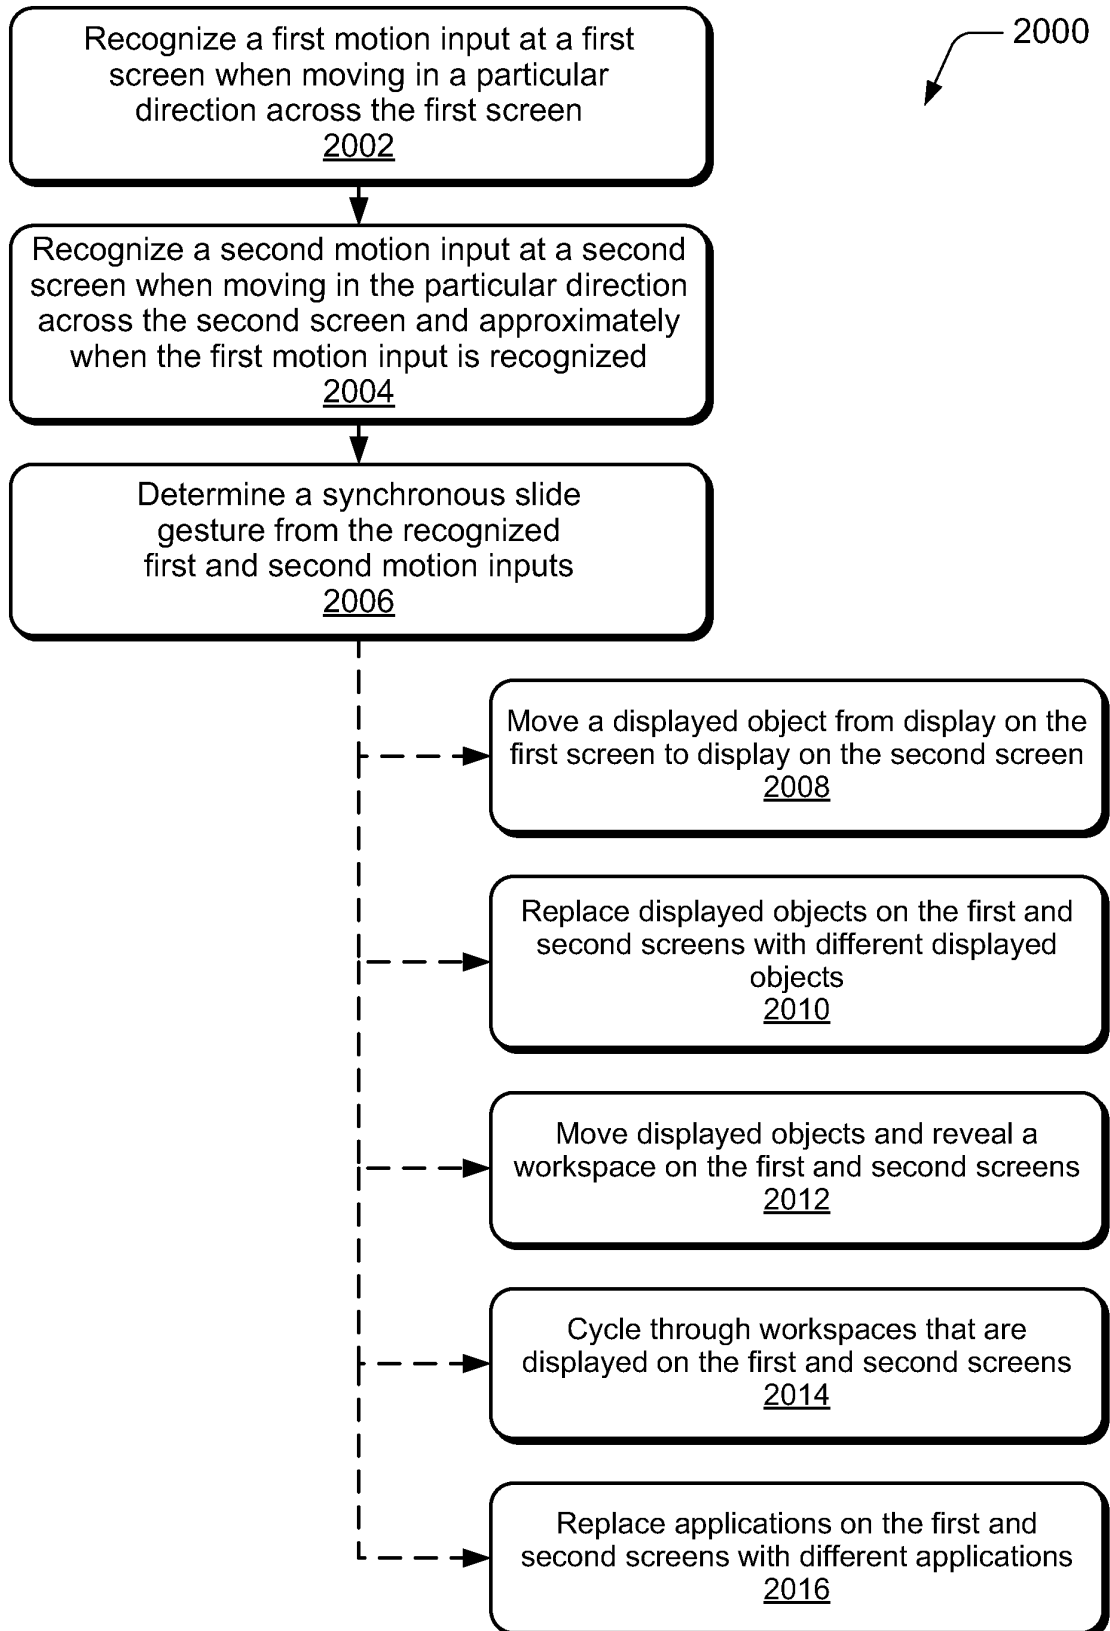 2000
Recognize a first motion input at a first
screen when moving in a particular
direction across the first screen
2002
Recognize a second motion input at a second
screen when moving in the particular direction
across the second screen and approximately
when the first motion input is recognized
2004
Determine a synchronous slide
gesture from the recognized
first and second motion inputs
2006
Move a displayed object from display on the
first screen to display on the second screen
2008
Replace displayed objects on the first and
second screens with different displayed
objects
2010
Move displayed objects and reveal a
workspace on the first and second screens
2012
Cycle through workspaces that are
displayed on the first and second screens
2014
Replace applications on the first and
second screens with different applications
2016